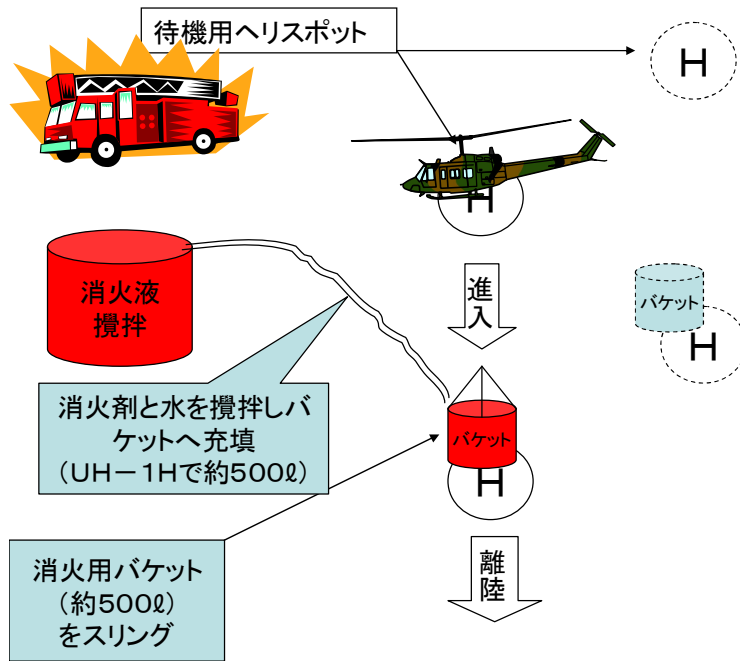 待機用ヘリスポット
H
H
消火液
攪拌
進入
バケット
H
消火剤と水を攪拌しバ
ケットへ充填
(UH－1Hで約500ℓ)
バケット
H
消火用バケット
(約500ℓ)
をスリング
離陸